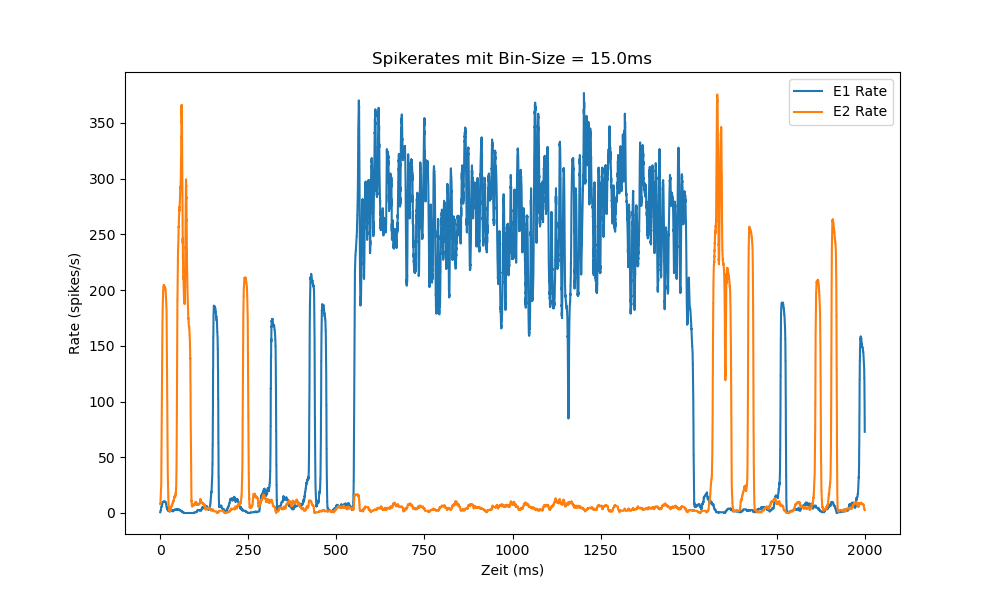 Spikerates mit Bin-Size = 15.0ms
E1 Rate
E2 Rate
Rate (spikes/s)
350
300
250
200
150
100
50
0
0 250 500 750 1000 1250 1500 1750 2000
Zeit (ms)